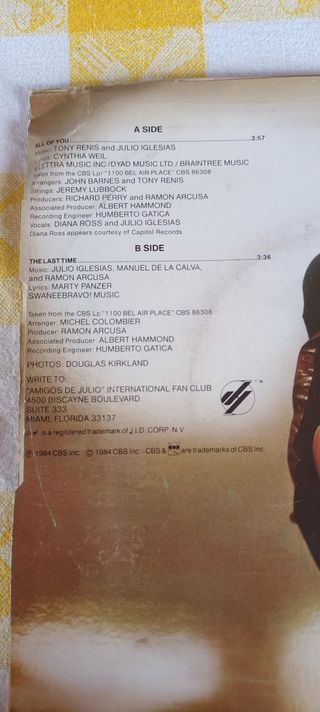 A SIDE
ALL OF YOU 3:57
Music: TONY RENIS and JULIO IGLESIAS
Lyrics: CYNTHIA WEIL
ELETTRA MUSIC INC./DYAD MUSIC LTD./ BRAINTREE MUSIC
Taken from the CBS Lp/ "1100 BEL AIR PLACE" CBS 86308
Arrangers: JOHN BARNES and TONY RENIS
Strings: JEREMY LUBBOCK
Producers: RICHARD PERRY and RAMON ARCUSA
Associated Producer: ALBERT HAMMOND
Recording Engineer: HUMBERTO GATICA
Vocals: DIANA ROSS and JULIO IGLESIAS
Diana Ross appears courtesy of Capitol Records
B SIDE
THE LAST TIME 3:36
Music: JULIO IGLESIAS, MANUEL DE LA CALVA,
and RAMON ARCUSA
Lyrics: MARTY PANZER
SWANEEBRAVO! MUSIC
Taken from the CBS Lp "1100 BEL AIR PLACE" CBS 86308
Arranger: MICHEL COLOMBIER
Producer: RAMON ARCUSA
Associated Producer: ALBERT HAMMOND
Recording Engineer: HUMBERTO GATICA
PHOTOS: DOUGLAS KIRKLAND
WRITE TO:
"AMIGOS DE JULIO" INTERNATIONAL FAN CLUB
4500 BISCAYNE BOULEVARD
SUITE 333
MIAMI, FLORIDA 33137
TM
is a registered trademark of J.I.D. CORP. N.V
℗ 1984 CBS Inc./ © 1984 CBS Inc. / CBS & are trademarks of CBS Inc.